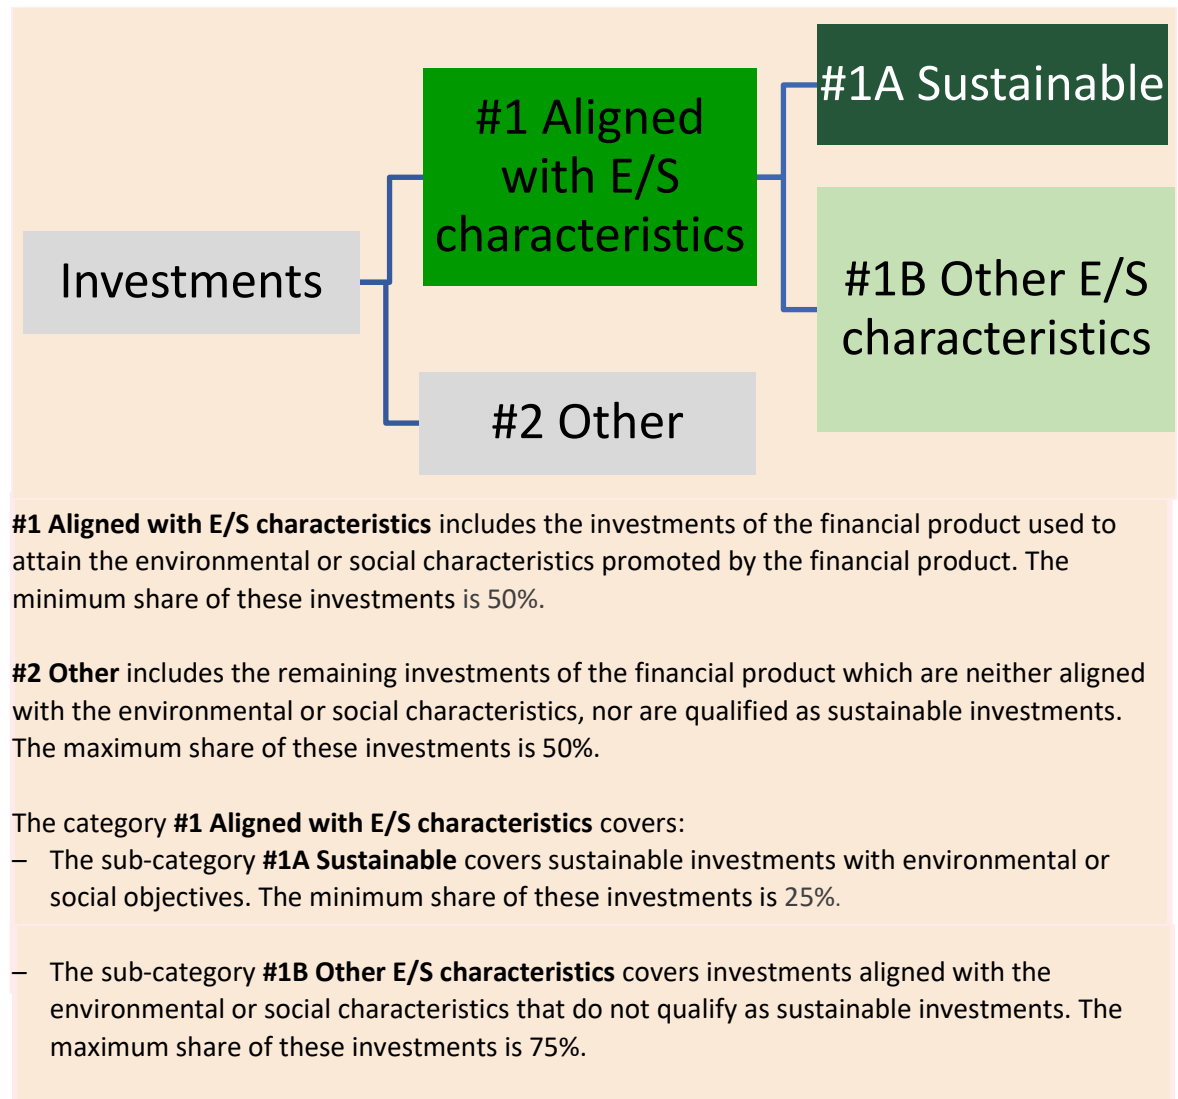 #1A Sustainable
#1 Aligned
with E/S
characteristics
#1B Other E/S
characteristics
Investments
#2 Other
#1 Aligned with E/S characteristics includes the investments of the financial product used to
attain the environmental or social characteristics promoted by the financial product. The
minimum share of these investments is 50%.
#2 Other includes the remaining investments of the financial product which are neither aligned
with the environmental or social characteristics, nor are qualified as sustainable investments.
The maximum share of these investments is 50%.
The category #1 Aligned with E/S characteristics covers:
– The sub-category #1A Sustainable covers sustainable investments with environmental or
social objectives. The minimum share of these investments is 25%.
– The sub-category #1B Other E/S characteristics covers investments aligned with the
environmental or social characteristics that do not qualify as sustainable investments. The
maximum share of these investments is 75%.